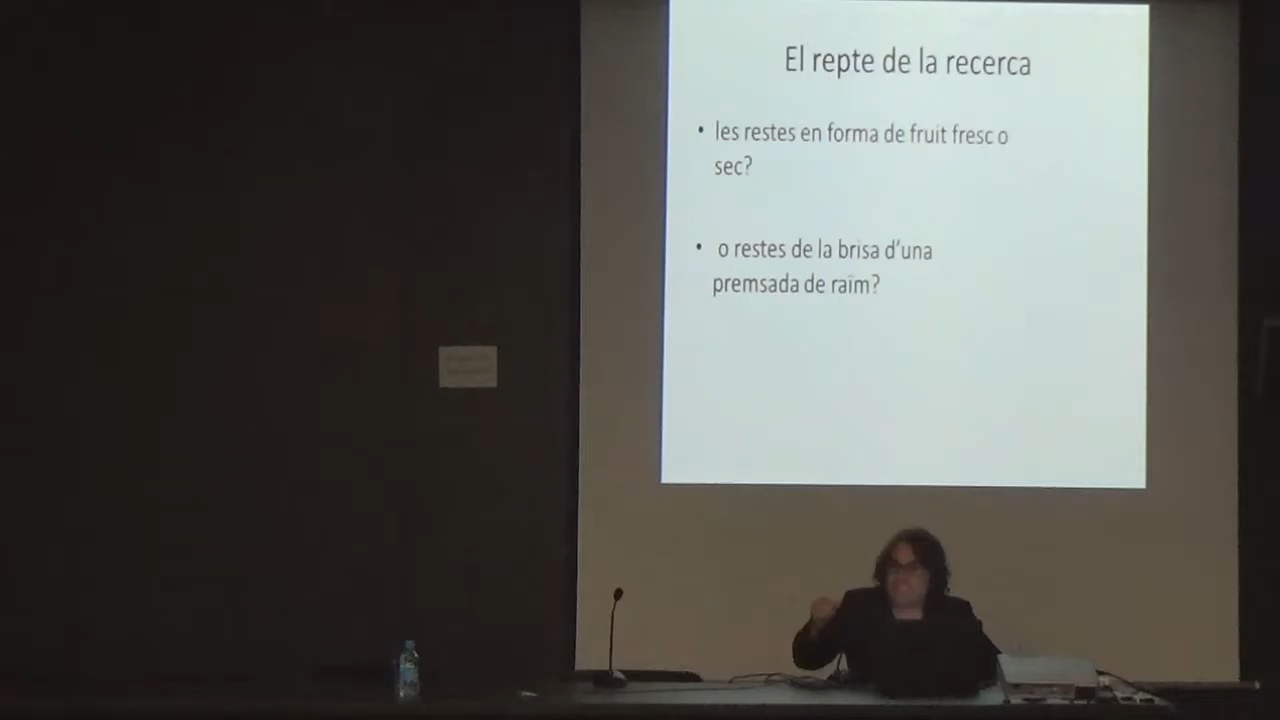 El repte de la recerca
• les restes en forma de fruit fresc o
sec?
• o restes de la brisa d'una
premsada de raïm?